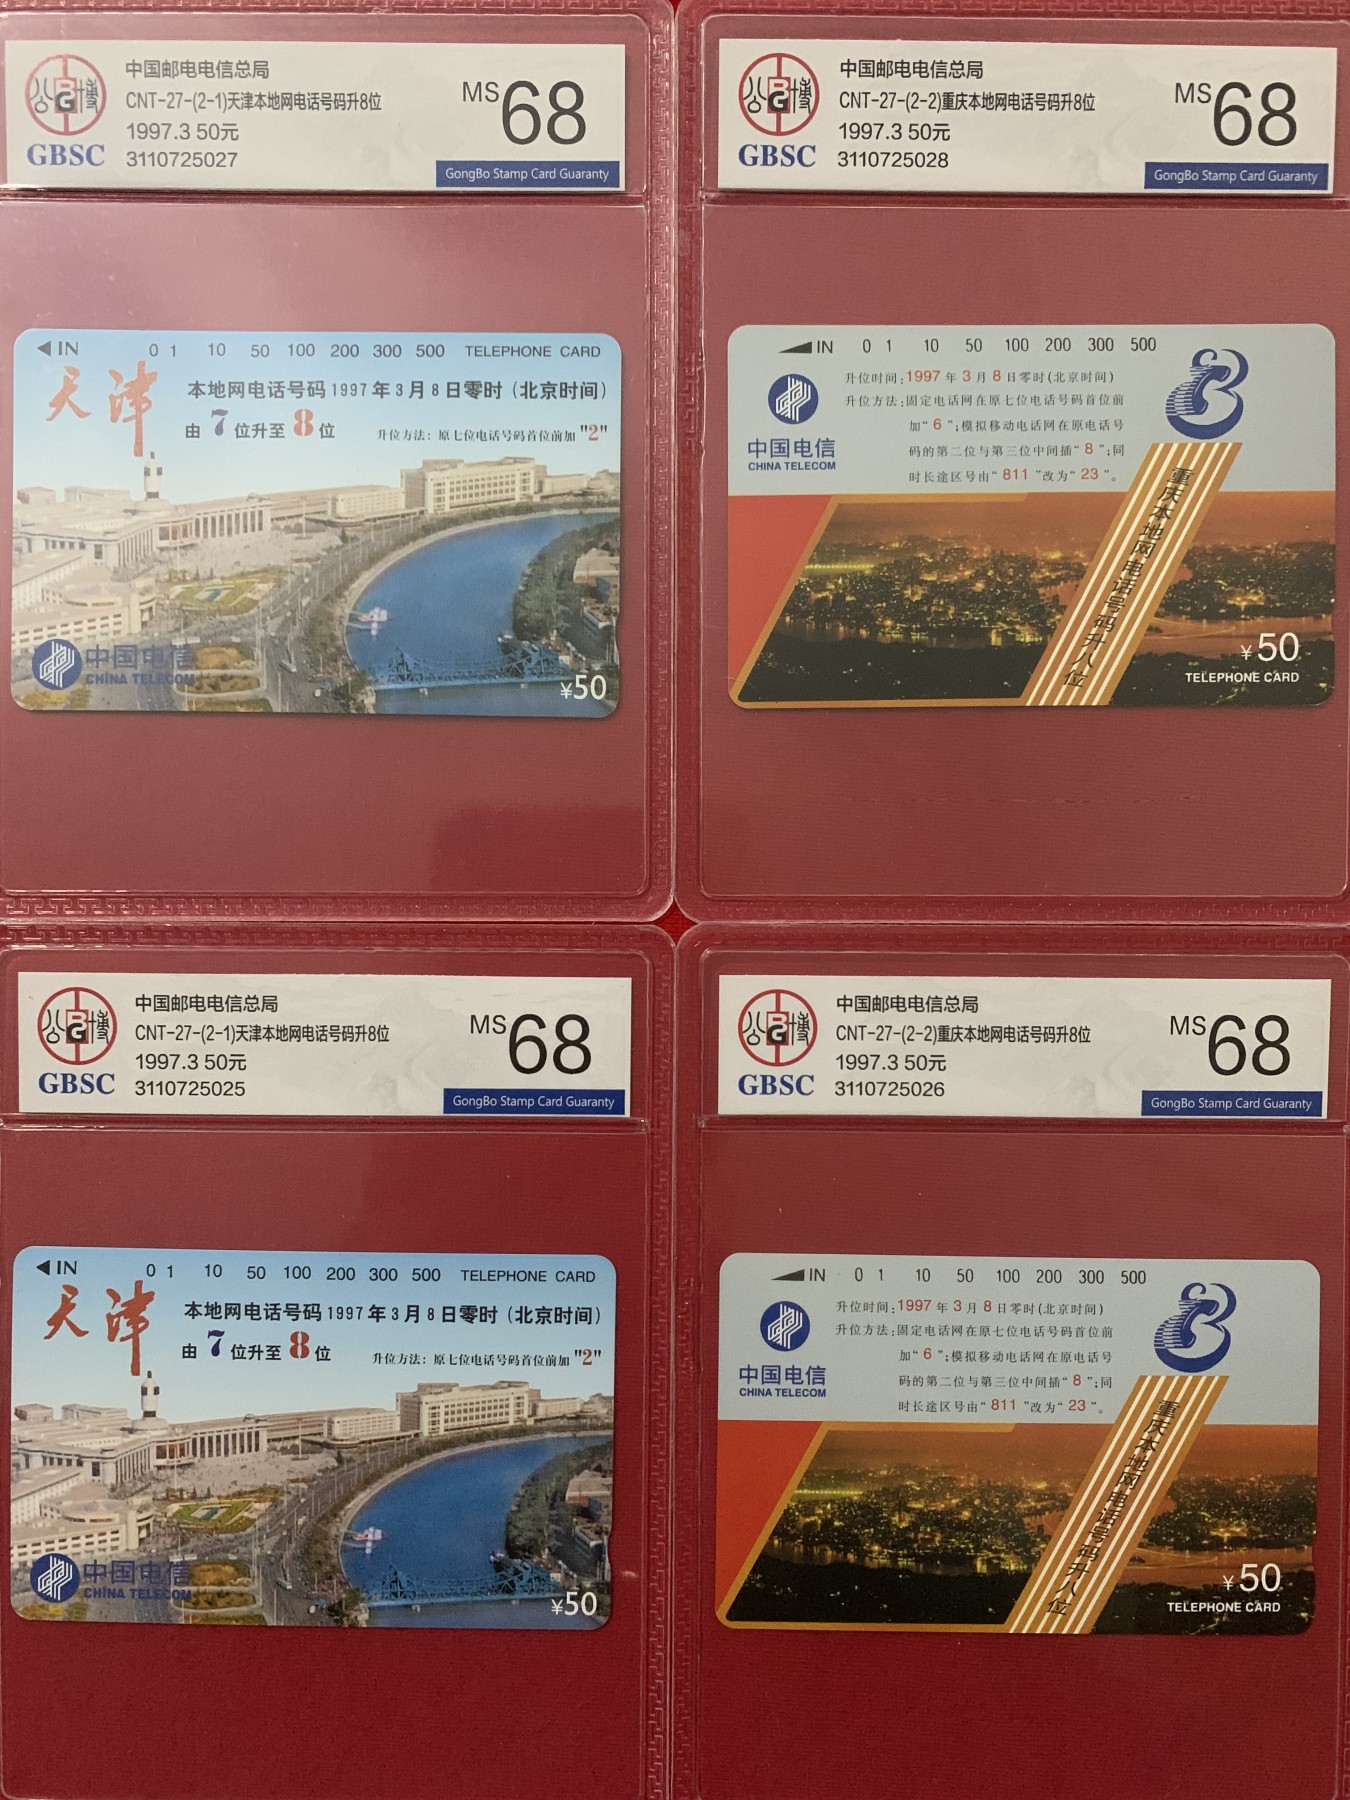 公博
BG
GBSC
中国邮电电信总局
CNT-27-(2-1)天津本地网电话号码升8位
1997.3 50元
3110725027
MS 68
GongBo Stamp Card Guaranty
IN 0 1 10 50 100 200 300 500 TELEPHONE CARD
天津
本地网电话号码1997年3月8日零时（北京时间）
由7位升至8位
升位方法：原七位电话号码首位前加"2"
中国电信
CHINA TELECOM
¥50
公博
BG
GBSC
中国邮电电信总局
CNT-27-(2-2)重庆本地网电话号码升8位
1997.3 50元
3110725028
MS 68
GongBo Stamp Card Guaranty
IN 0 1 10 50 100 200 300 500
升位时间:1997年3月8日零时(北京时间)
升位方法:固定电话网在原七位电话号码首位前
加“6”;模拟移动电话网在原电话号
码的第二位与第三位中间插“8”;同
时长途区号由“811”改为“23”。
中国电信
CHINA TELECOM
重庆本地网电话号码升八位
¥50
TELEPHONE CARD
公博
BG
GBSC
中国邮电电信总局
CNT-27-(2-1)天津本地网电话号码升8位
1997.3 50元
3110725025
MS 68
GongBo Stamp Card Guaranty
IN 0 1 10 50 100 200 300 500 TELEPHONE CARD
天津
本地网电话号码1997年3月8日零时（北京时间）
由7位升至8位
升位方法：原七位电话号码首位前加"2"
中国电信
CHINA TELECOM
¥50
公博
BG
GBSC
中国邮电电信总局
CNT-27-(2-2)重庆本地网电话号码升8位
1997.3 50元
3110725026
MS 68
GongBo Stamp Card Guaranty
IN 0 1 10 50 100 200 300 500
升位时间:1997年3月8日零时(北京时间)
升位方法:固定电话网在原七位电话号码首位前
加“6”;模拟移动电话网在原电话号
码的第二位与第三位中间插“8”;同
时长途区号由“811”改为“23”。
中国电信
CHINA TELECOM
重庆本地网电话号码升八位
¥50
TELEPHONE CARD